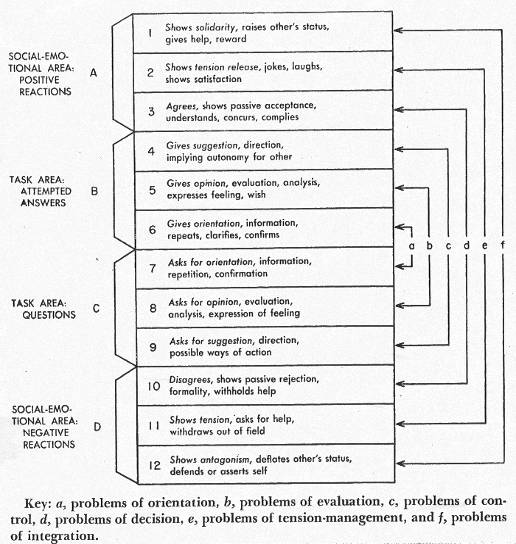 SOCIAL-EMO-
TIONAL AREA:
POSITIVE
REACTIONS
A
1 Shows solidarity, raises other's status,
gives help, reward
2 Shows tension release, jokes, laughs,
shows satisfaction
3 Agrees, shows passive acceptance,
understands, concurs, complies
TASK AREA:
ATTEMPTED
ANSWERS
B
4 Gives suggestion, direction,
implying autonomy for other
5 Gives opinion, evaluation, analysis,
expresses feeling, wish
6 Gives orientation, information,
repeats, clarifies, confirms
TASK AREA:
QUESTIONS
C
7 Asks for orientation, information,
repetition, confirmation
8 Asks for opinion, evaluation,
analysis, expression of feeling
9 Asks for suggestion, direction,
possible ways of action
SOCIAL-EMO-
TIONAL AREA:
NEGATIVE
REACTIONS
D
10 Disagrees, shows passive rejection,
formality, withholds help
11 Shows tension, asks for help,
withdraws out of field
12 Shows antagonism, deflates other's status,
defends or asserts self
a b c d e f
Key: a, problems of orientation, b, problems of evaluation, c, problems of con-
trol, d, problems of decision, e, problems of tension-management, and f, problems
of integration.